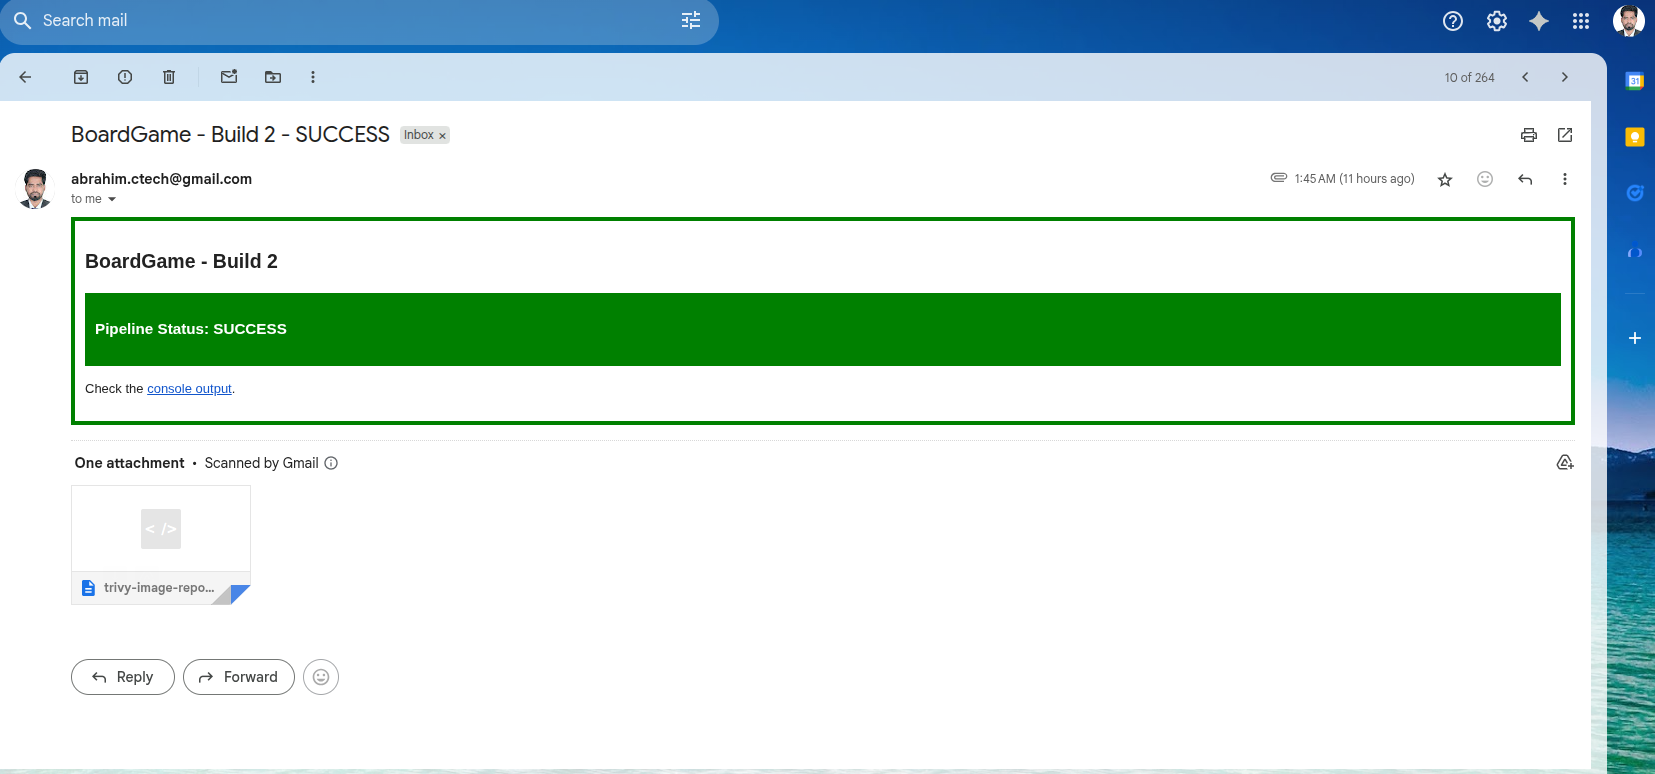 Search mail
10 of 264
BoardGame - Build 2 - SUCCESS Inbox ×
abrahim.ctech@gmail.com 1:45 AM (11 hours ago)
to me
BoardGame - Build 2
Pipeline Status: SUCCESS
Check the console output.
One attachment • Scanned by Gmail
< />
trivy-image-repo...
Reply Forward
31